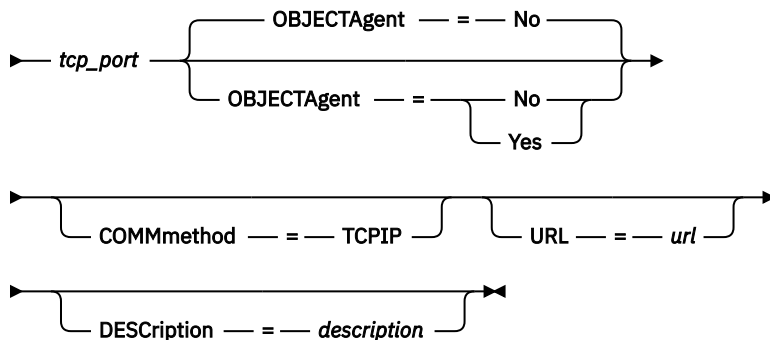 OBJECTAgent = No
tcp_port
OBJECTAgent = No
Yes
COMMmethod = TCPIP URL = url
DESCription = description